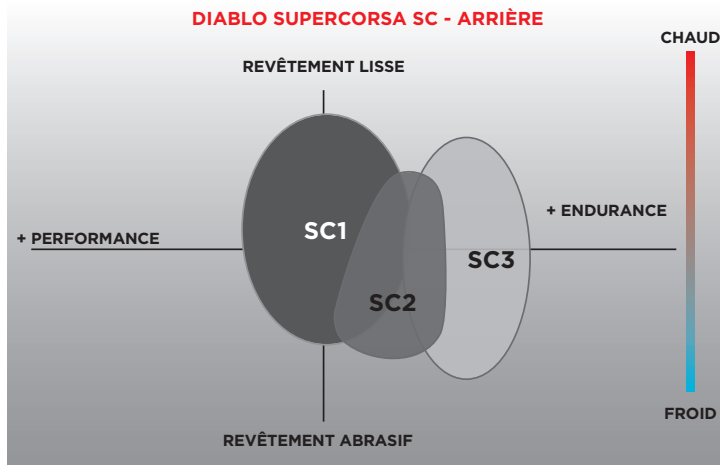 DIABLO SUPERCORSA SC - ARRIÈRE
CHAUD
REVÊTEMENT LISSE
+ ENDURANCE
+ PERFORMANCE
SC1
SC3
SC2
FROID
REVÊTEMENT ABRASIF